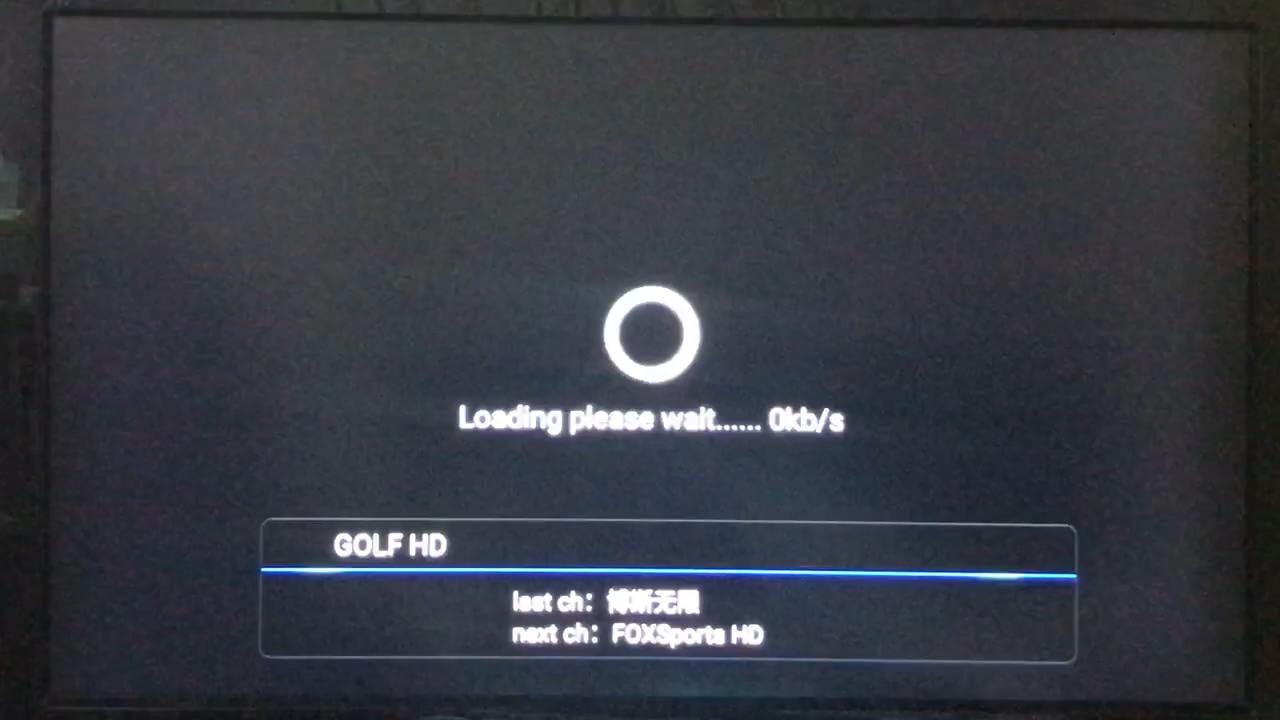 Loading please wait...... 0kb/s
GOLF HD
last ch: 博斯无限
next ch: FOXSports HD